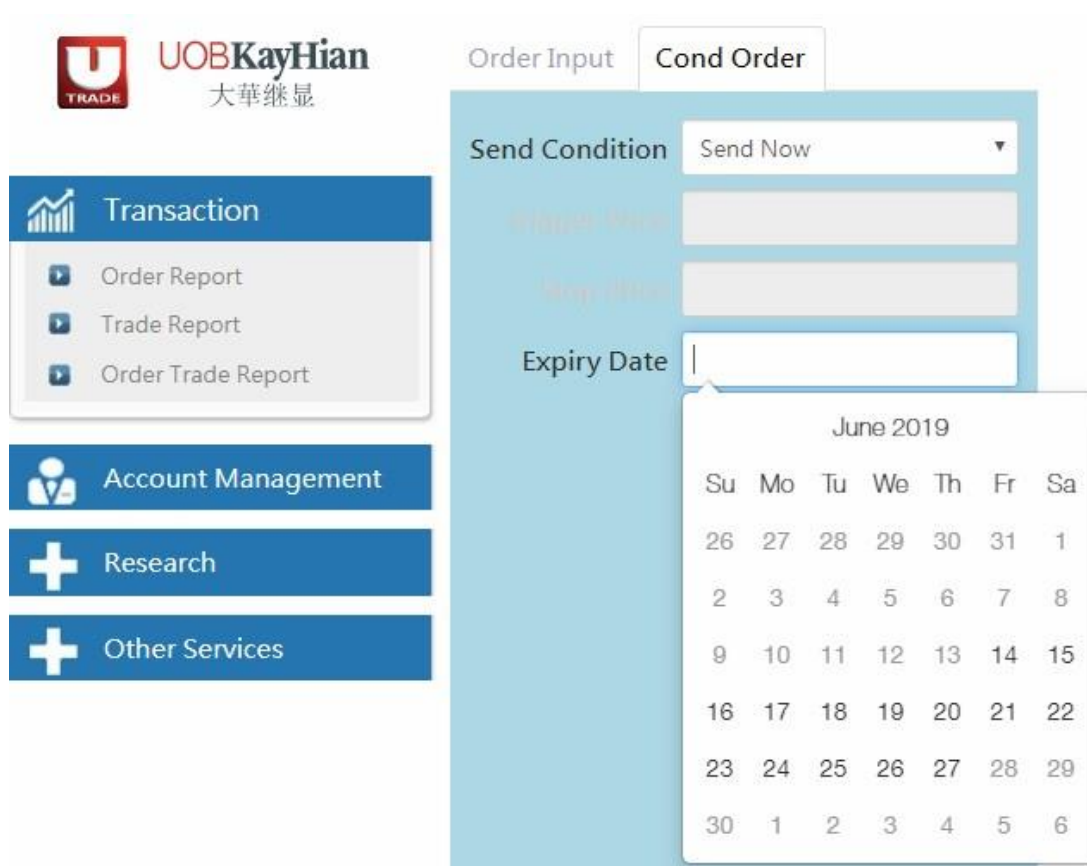 U
TRADE
UOBKayHian
大華继显
Order Input
Cond Order
Send Condition
Send Now
Transaction
Order Report
Trade Report
Order Trade Report
Account Management
Research
Other Services
Trigger Price
Stop Price
Expiry Date
June 2019
Su Mo Tu We Th Fr Sa
26 27 28 29 30 31 1
2 3 4 5 6 7 8
9 10 11 12 13 14 15
16 17 18 19 20 21 22
23 24 25 26 27 28 29
30 1 2 3 4 5 6